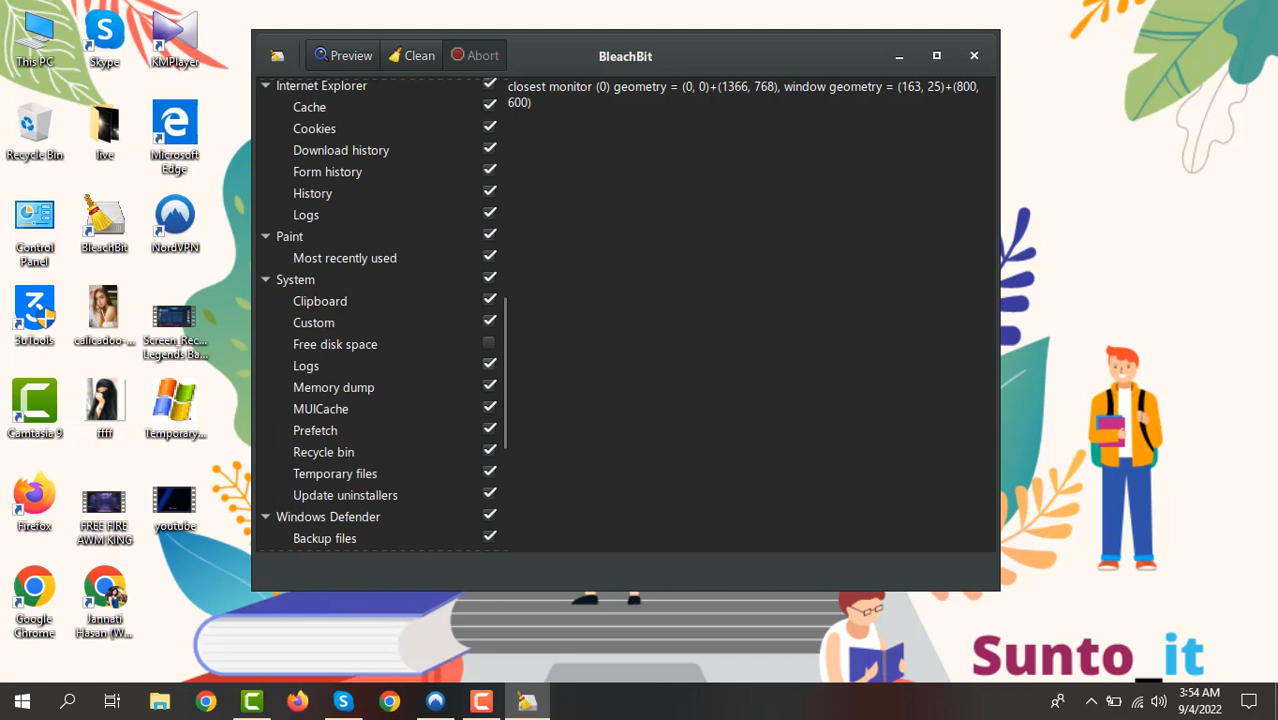 This PC
Skype
KMPlayer
Recycle Bin
live
Microsoft
Edge
Control
Panel
BleachBit
NordVPN
3uTools
calicadoo-...
Screen_Rec...
Legends Ba...
Camtasia 9
ffff
Temporary...
Firefox
FREE FIRE
AWM KING
youtube
Google
Chrome
Jannati
Hasan (W...
Preview
Clean
Abort
BleachBit
Internet Explorer
Cache
Cookies
Download history
Form history
History
Logs
Paint
Most recently used
System
Clipboard
Custom
Free disk space
Logs
Memory dump
MUICache
Prefetch
Recycle bin
Temporary files
Update uninstallers
Windows Defender
Backup files
closest monitor (0) geometry = (0, 0)+(1366, 768), window geometry = (163, 25)+(800,
600)
Sunto_it
3:54 AM
9/4/2022